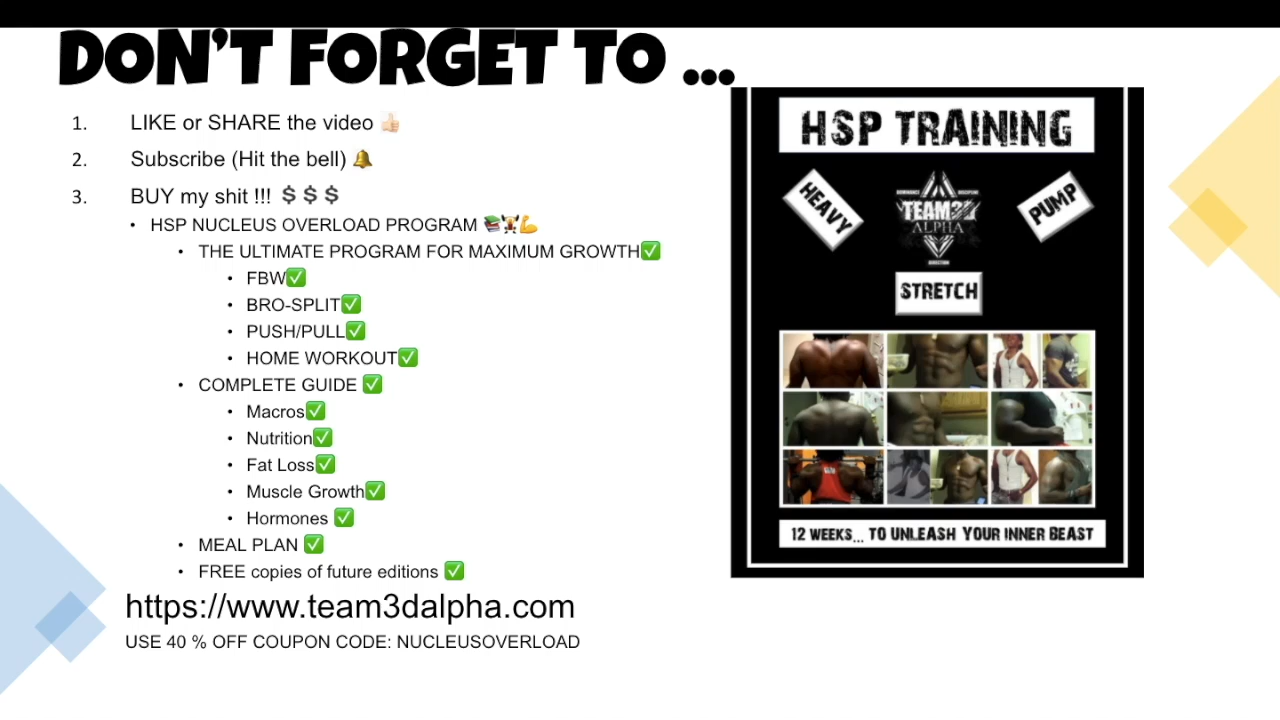 DON'T FORGET TO ...
1. LIKE or SHARE the video 👍🏻
2. Subscribe (Hit the bell) 🔔
3. BUY my shit !!! $ $ $
• HSP NUCLEUS OVERLOAD PROGRAM 📚🏋️💪
• THE ULTIMATE PROGRAM FOR MAXIMUM GROWTH✅
• FBW✅
• BRO-SPLIT✅
• PUSH/PULL✅
• HOME WORKOUT✅
• COMPLETE GUIDE ✅
• Macros✅
• Nutrition✅
• Fat Loss✅
• Muscle Growth✅
• Hormones ✅
• MEAL PLAN ✅
• FREE copies of future editions ✅
https://www.team3dalpha.com
USE 40 % OFF COUPON CODE: NUCLEUSOVERLOAD
HSP TRAINING
HEAVY
TEAM3D
ALPHA
PUMP
STRETCH
12 WEEKS... TO UNLEASH YOUR INNER BEAST